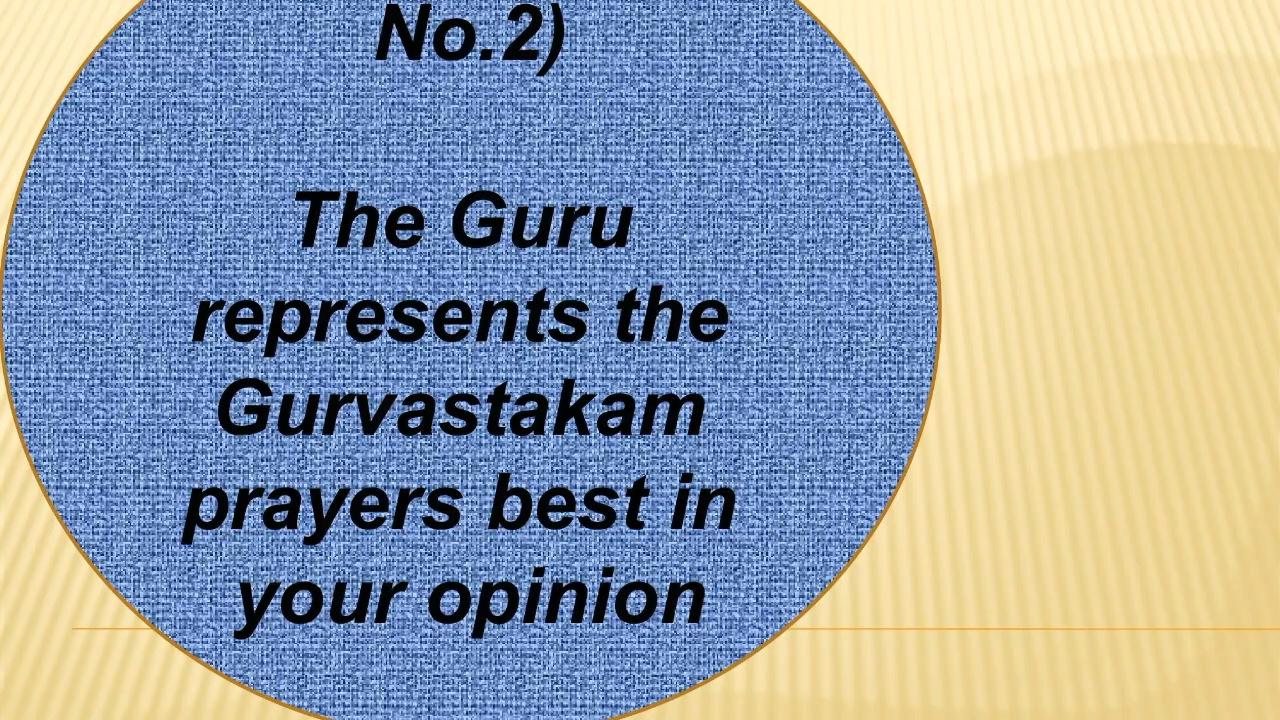 No.2)
The Guru
represents the
Gurvastakam
prayers best in
your opinion